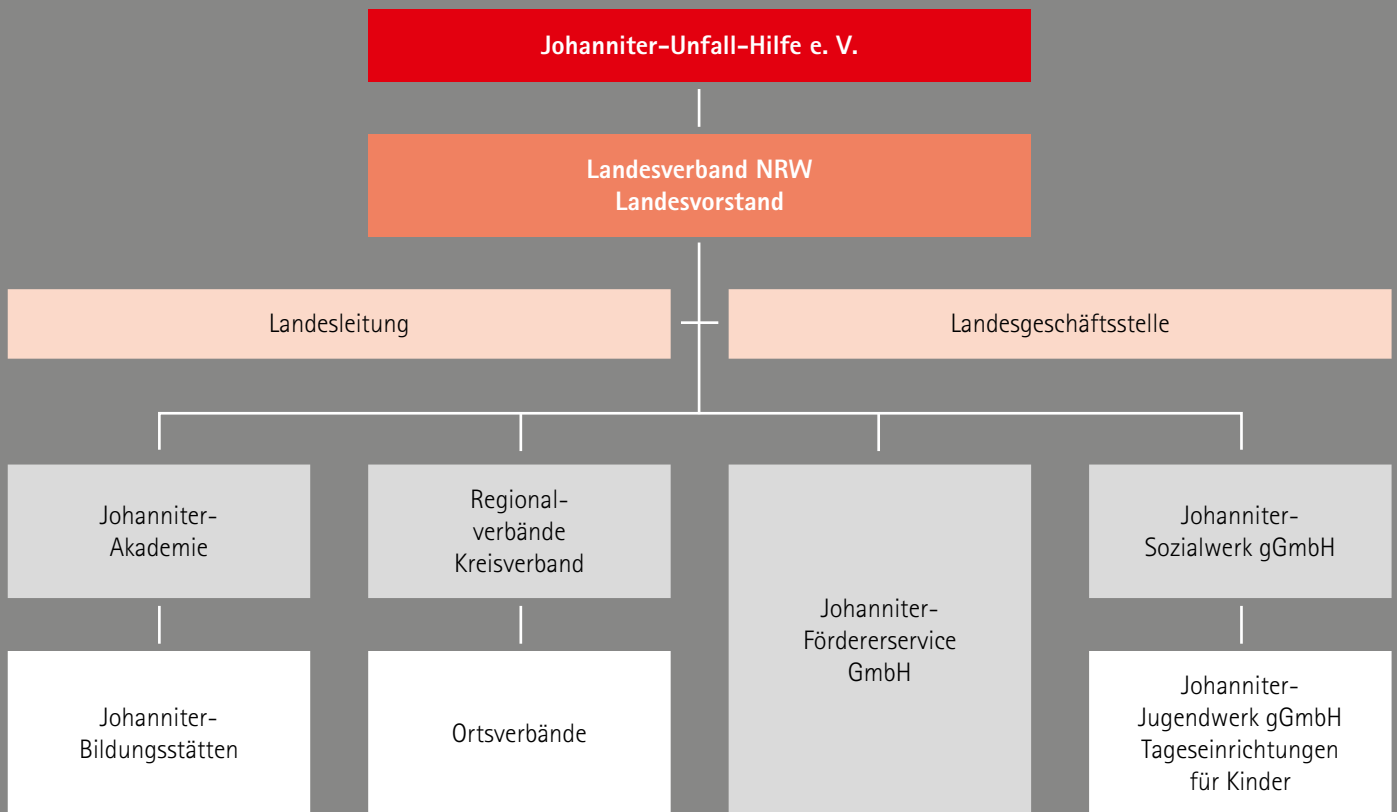 Johanniter-Unfall-Hilfe e. V.
Landesverband NRW
Landesvorstand
Landesleitung
Landesgeschäftsstelle
Johanniter-
Akademie
Regional-
verbände
Kreisverband
Johanniter-
Fördererservice
GmbH
Johanniter-
Sozialwerk gGmbH
Johanniter-
Bildungsstätten
Ortsverbände
Johanniter-
Jugendwerk gGmbH
Tageseinrichtungen
für Kinder